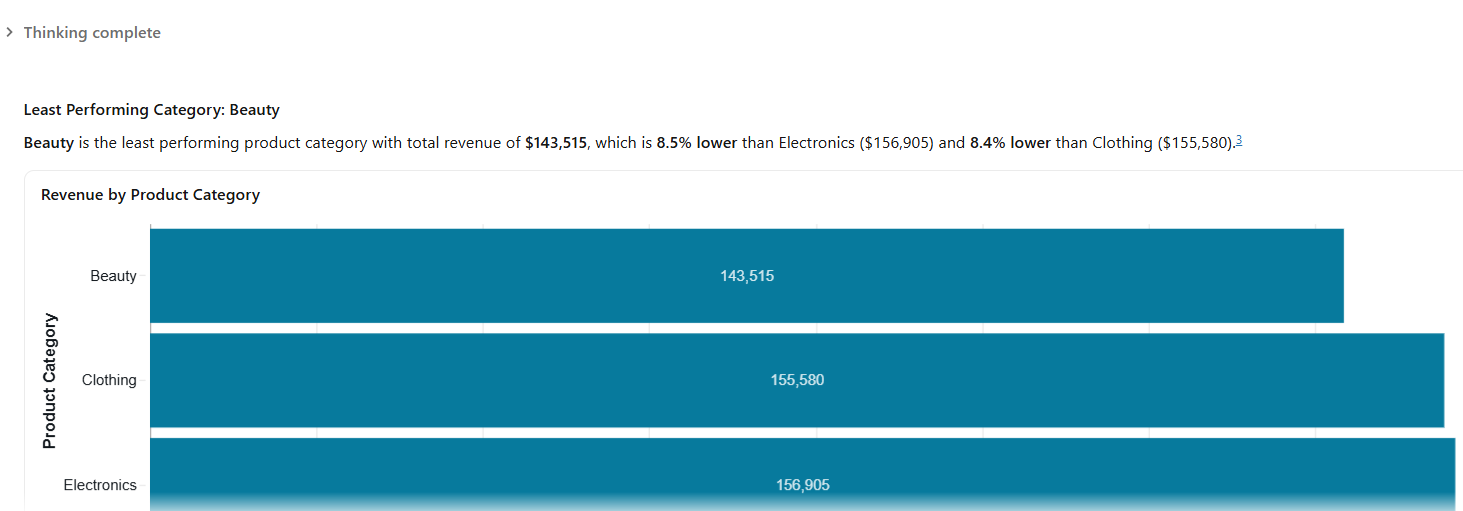 Thinking complete
Least Performing Category: Beauty
Beauty is the least performing product category with total revenue of $143,515, which is 8.5% lower than Electronics ($156,905) and 8.4% lower than Clothing ($155,580).3
Revenue by Product Category
Product Category
Beauty
143,515
Clothing
155,580
Electronics
156,905